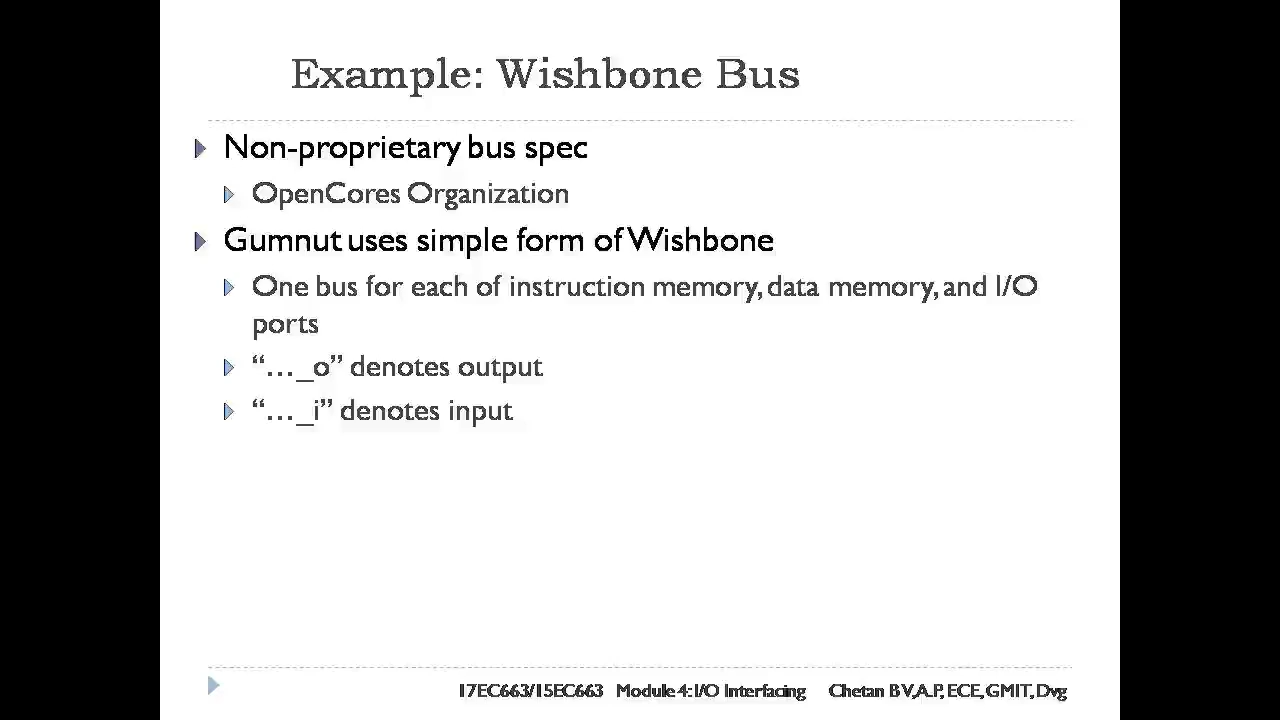 Example: Wishbone Bus
Non-proprietary bus spec
OpenCores Organization
Gumnut uses simple form of Wishbone
One bus for each of instruction memory, data memory, and I/O
ports
“…_o” denotes output
“…_i” denotes input
17EC663/15EC663 Module 4: I/O Interfacing Chetan B V, A.P, ECE, GMIT, Dvg